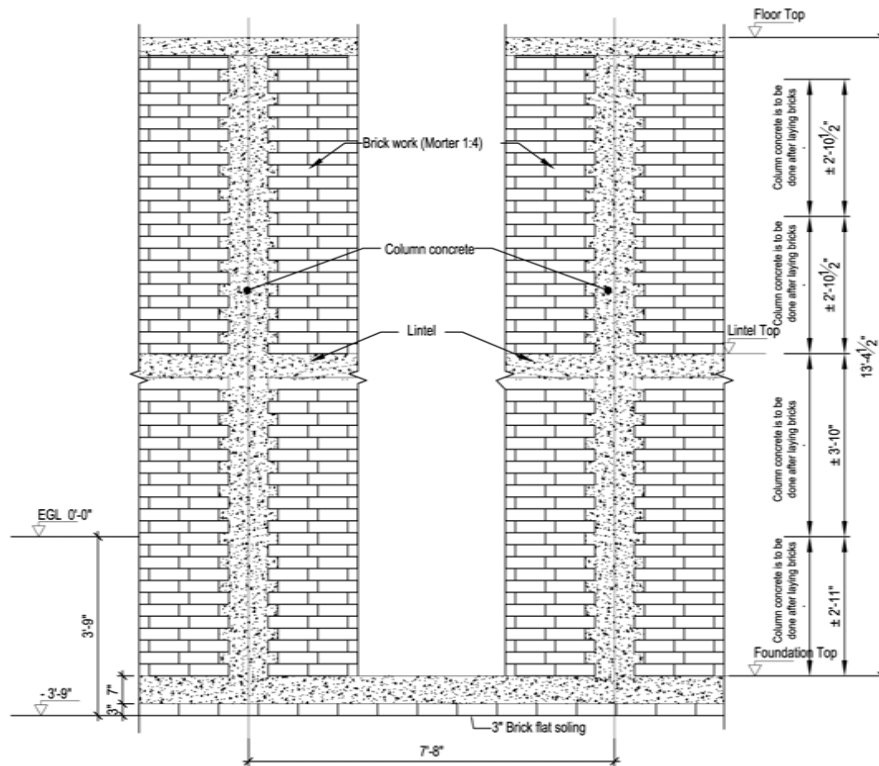 Floor Top
Column concrete is to be
done after laying bricks
± 2'-10½"
Brick work (Morter 1:4)
Column concrete is to be
done after laying bricks
± 2'-10½"
Column concrete
Lintel
Lintel Top
13'-4½"
Column concrete is to be
done after laying bricks
± 3'-10"
EGL 0'-0"
3'-9"
Column concrete is to be
done after laying bricks
± 2'-11"
Foundation Top
7"
- 3'-9"
3"
3" Brick flat soling
7'-8"